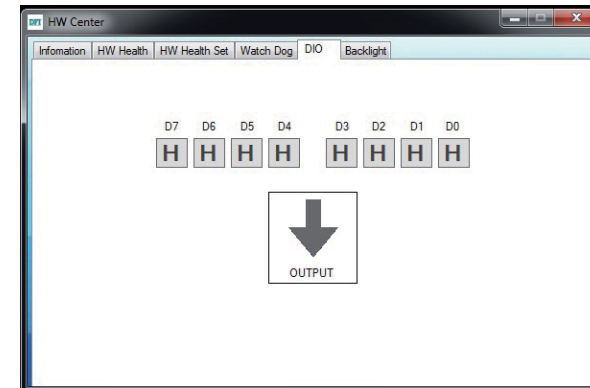 DFI HW Center
Infomation HW Health HW Health Set Watch Dog DIO Backlight
D7 D6 D5 D4 D3 D2 D1 D0
H H H H H H H H
OUTPUT